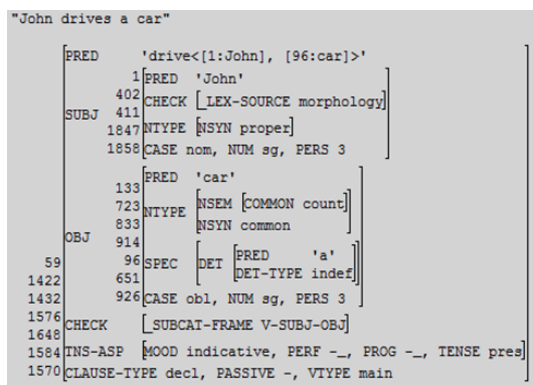 "John drives a car"
PRED 'drive<[1:John], [96:car]>'
1 PRED 'John'
402 CHECK [_LEX-SOURCE morphology]
SUBJ 411
1847 NTYPE [NSYN proper]
1858 CASE nom, NUM sg, PERS 3
PRED 'car'
133
723 NTYPE NSEM [COMMON count]
833 NSYN common
OBJ 914
59 96 SPEC DET PRED 'a'
1422 651 DET-TYPE indef
1432 926 CASE obl, NUM sg, PERS 3
1576 CHECK [_SUBCAT-FRAME V-SUBJ-OBJ]
1648
1584 TNS-ASP [MOOD indicative, PERF -_, PROG -_, TENSE pres]
1570 CLAUSE-TYPE decl, PASSIVE -, VTYPE main